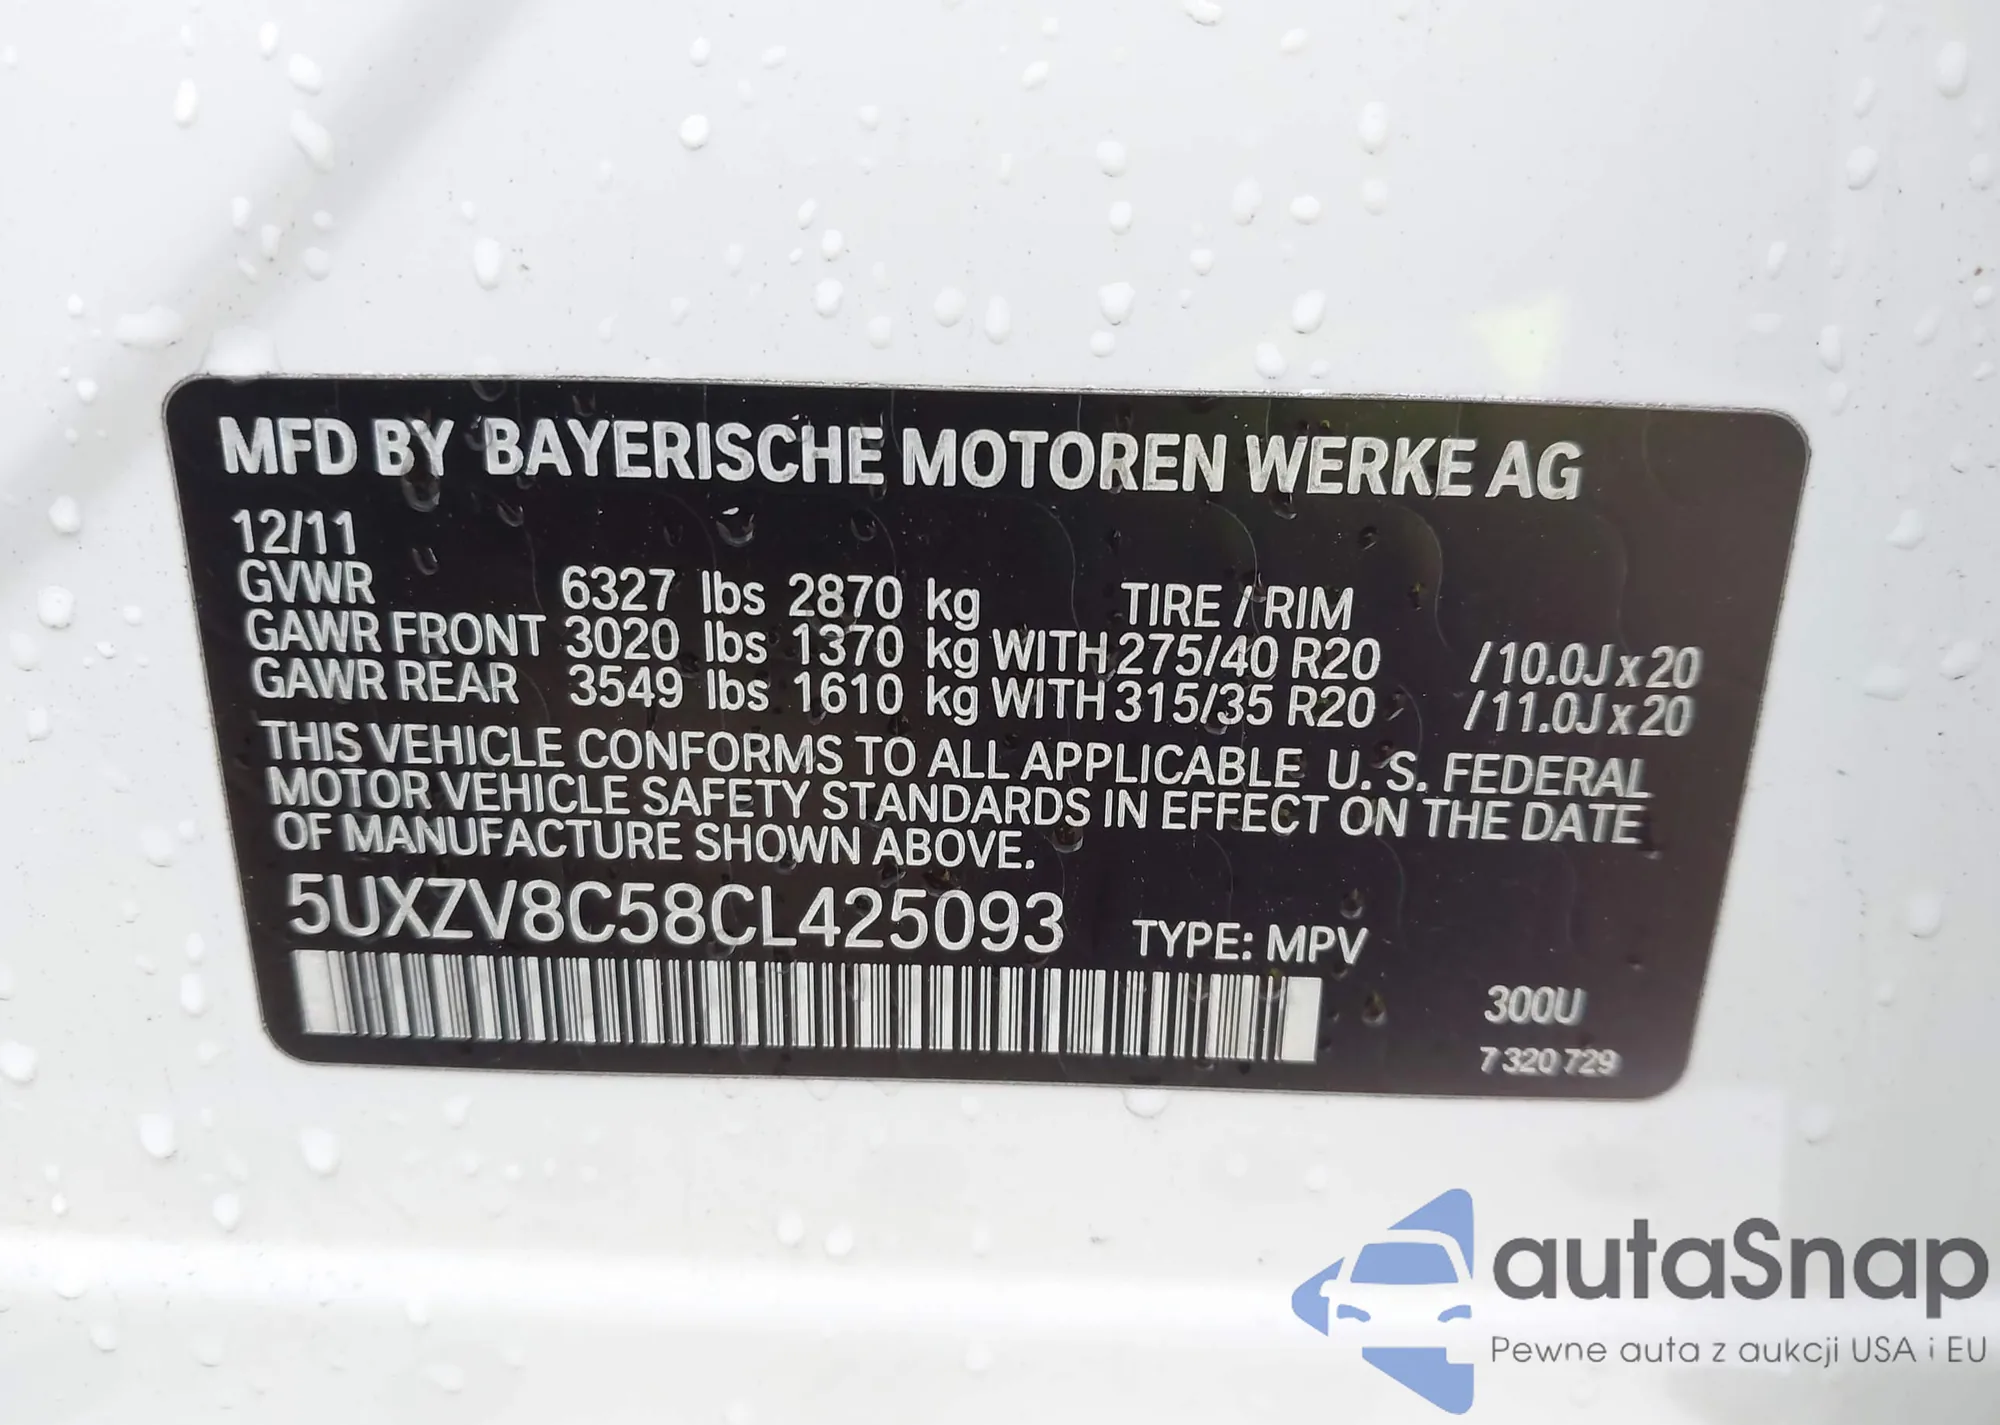 MFD BY BAYERISCHE MOTOREN WERKE AG
12/11
GVWR 6327 lbs 2870 kg TIRE / RIM
GAWR FRONT 3020 lbs 1370 kg WITH 275/40 R20 /10.0J x 20
GAWR REAR 3549 lbs 1610 kg WITH 315/35 R20 /11.0J x 20
THIS VEHICLE CONFORMS TO ALL APPLICABLE U. S. FEDERAL
MOTOR VEHICLE SAFETY STANDARDS IN EFFECT ON THE DATE
OF MANUFACTURE SHOWN ABOVE.
5UXZV8C58CL425093 TYPE: MPV
300U
7 320 729
autaSnap
Pewne auta z aukcji USA i EU